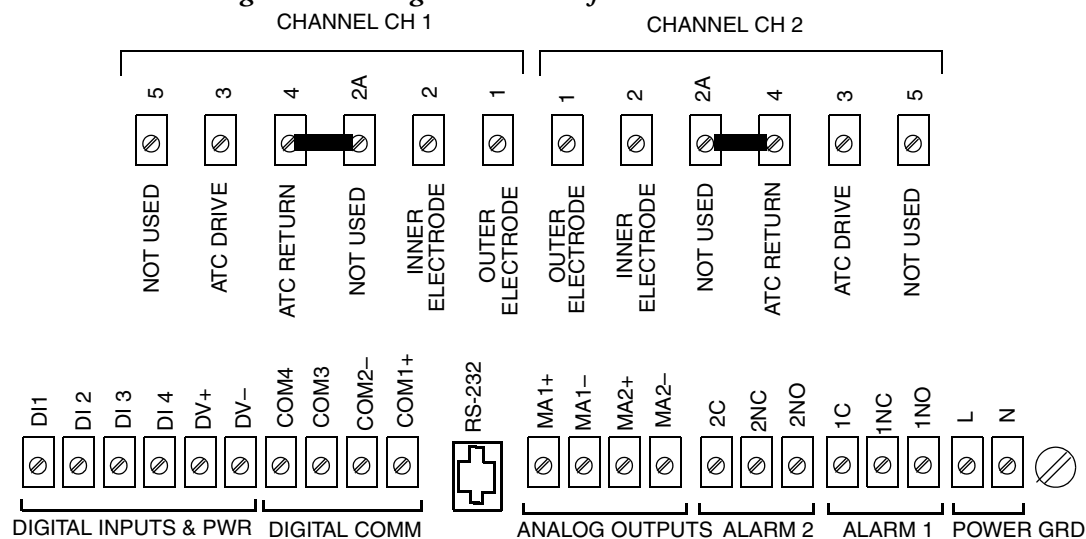 CHANNEL CH 1
CHANNEL CH 2
5 3 4 2A 2 1 1 2 2A 4 3 5
NOT USED
ATC DRIVE
ATC RETURN
NOT USED
INNER
ELECTRODE
OUTER
ELECTRODE
OUTER
ELECTRODE
INNER
ELECTRODE
NOT USED
ATC RETURN
ATC DRIVE
NOT USED
DI1 DI 2 DI 3 DI 4 DV+ DV– COM4 COM3 COM2– COM1+ RS-232 MA1+ MA1– MA2+ MA2– 2C 2NC 2NO 1C 1NC 1NO L N
DIGITAL INPUTS & PWR
DIGITAL COMM
ANALOG OUTPUTS
ALARM 2
ALARM 1
POWER GRD